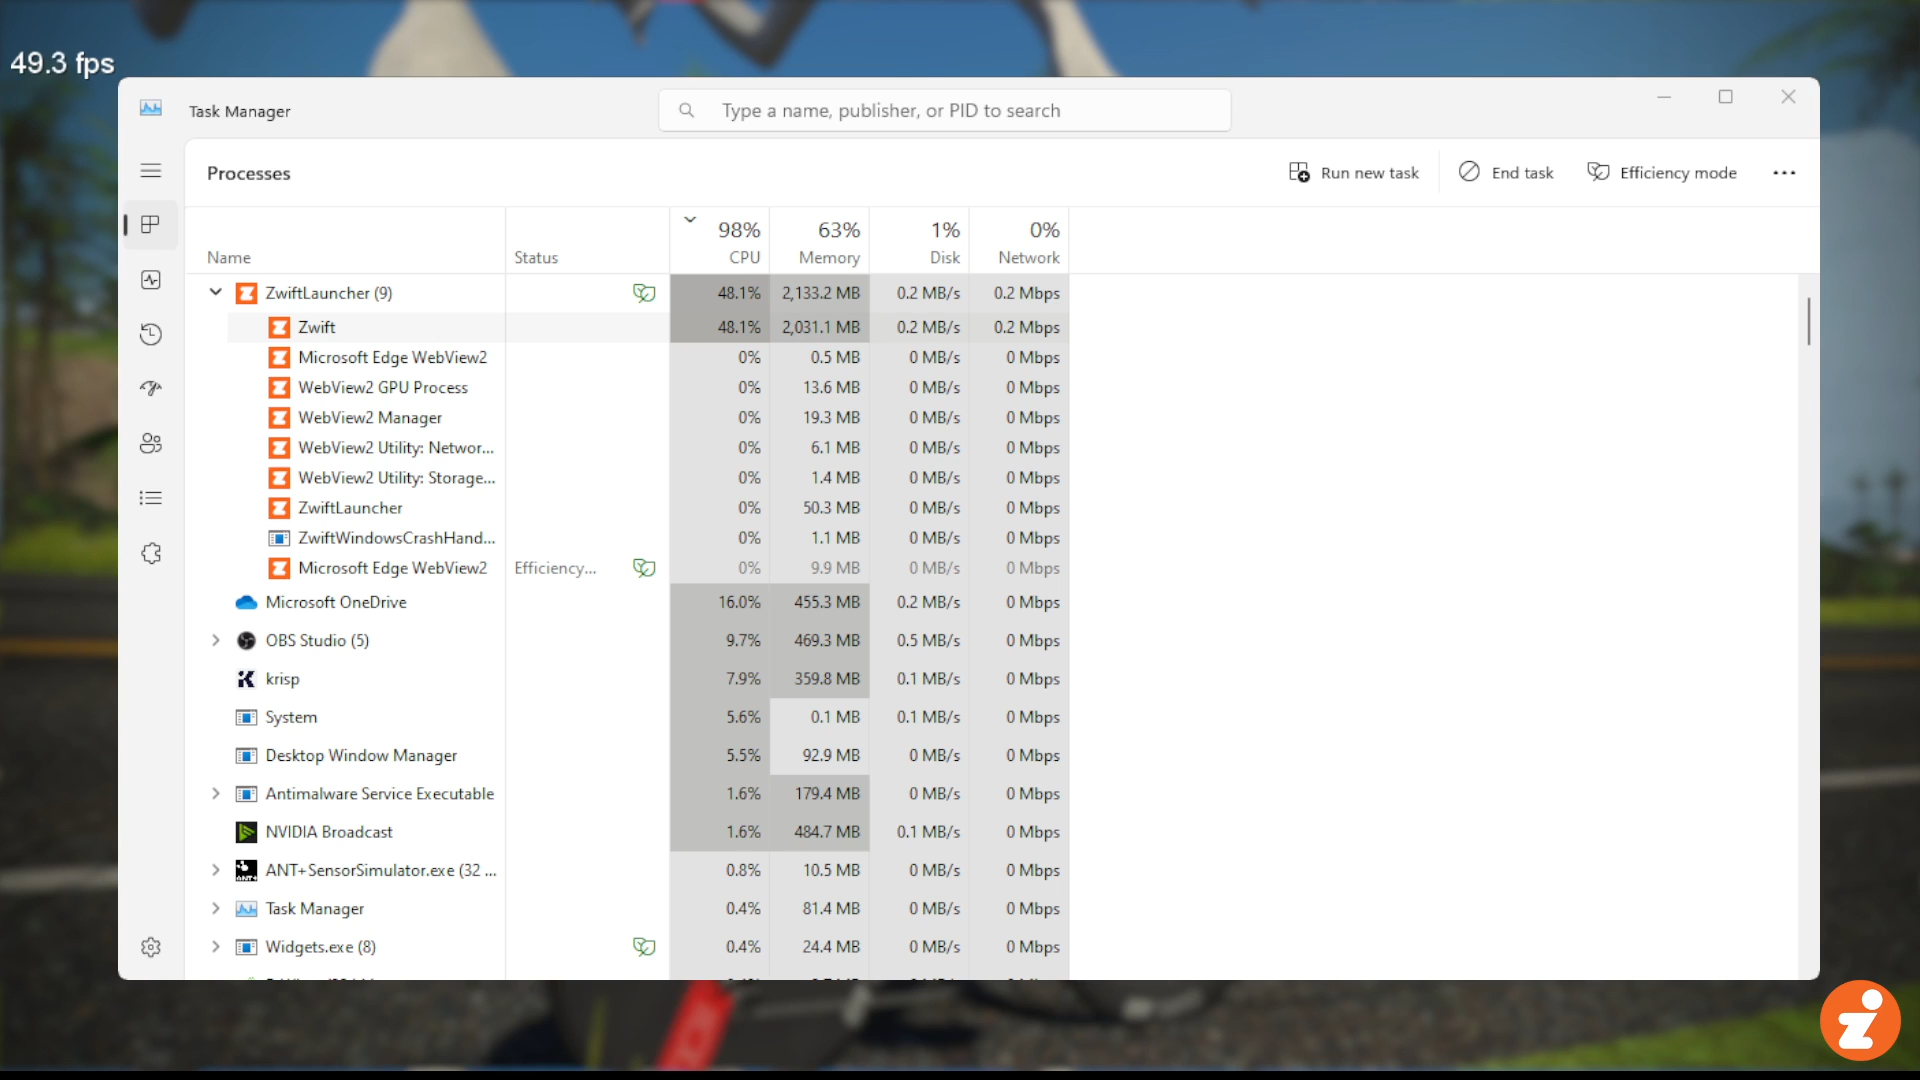 49.3 fps
Task Manager
Type a name, publisher, or PID to search
Processes
Run new task
End task
Efficiency mode
98% 63% 1% 0%
Name Status CPU Memory Disk Network
ZwiftLauncher (9) 48.1% 2,133.2 MB 0.2 MB/s 0.2 Mbps
Zwift 48.1% 2,031.1 MB 0.2 MB/s 0.2 Mbps
Microsoft Edge WebView2 0% 0.5 MB 0 MB/s 0 Mbps
WebView2 GPU Process 0% 13.6 MB 0 MB/s 0 Mbps
WebView2 Manager 0% 19.3 MB 0 MB/s 0 Mbps
WebView2 Utility: Networ... 0% 6.1 MB 0 MB/s 0 Mbps
WebView2 Utility: Storage... 0% 1.4 MB 0 MB/s 0 Mbps
ZwiftLauncher 0% 50.3 MB 0 MB/s 0 Mbps
ZwiftWindowsCrashHand... 0% 1.1 MB 0 MB/s 0 Mbps
Microsoft Edge WebView2 Efficiency... 0% 9.9 MB 0 MB/s 0 Mbps
Microsoft OneDrive 16.0% 455.3 MB 0.2 MB/s 0 Mbps
OBS Studio (5) 9.7% 469.3 MB 0.5 MB/s 0 Mbps
krisp 7.9% 359.8 MB 0.1 MB/s 0 Mbps
System 5.6% 0.1 MB 0.1 MB/s 0 Mbps
Desktop Window Manager 5.5% 92.9 MB 0 MB/s 0 Mbps
Antimalware Service Executable 1.6% 179.4 MB 0 MB/s 0 Mbps
NVIDIA Broadcast 1.6% 484.7 MB 0.1 MB/s 0 Mbps
ANT+SensorSimulator.exe (32 ... 0.8% 10.5 MB 0 MB/s 0 Mbps
Task Manager 0.4% 81.4 MB 0 MB/s 0 Mbps
Widgets.exe (8) 0.4% 24.4 MB 0 MB/s 0 Mbps